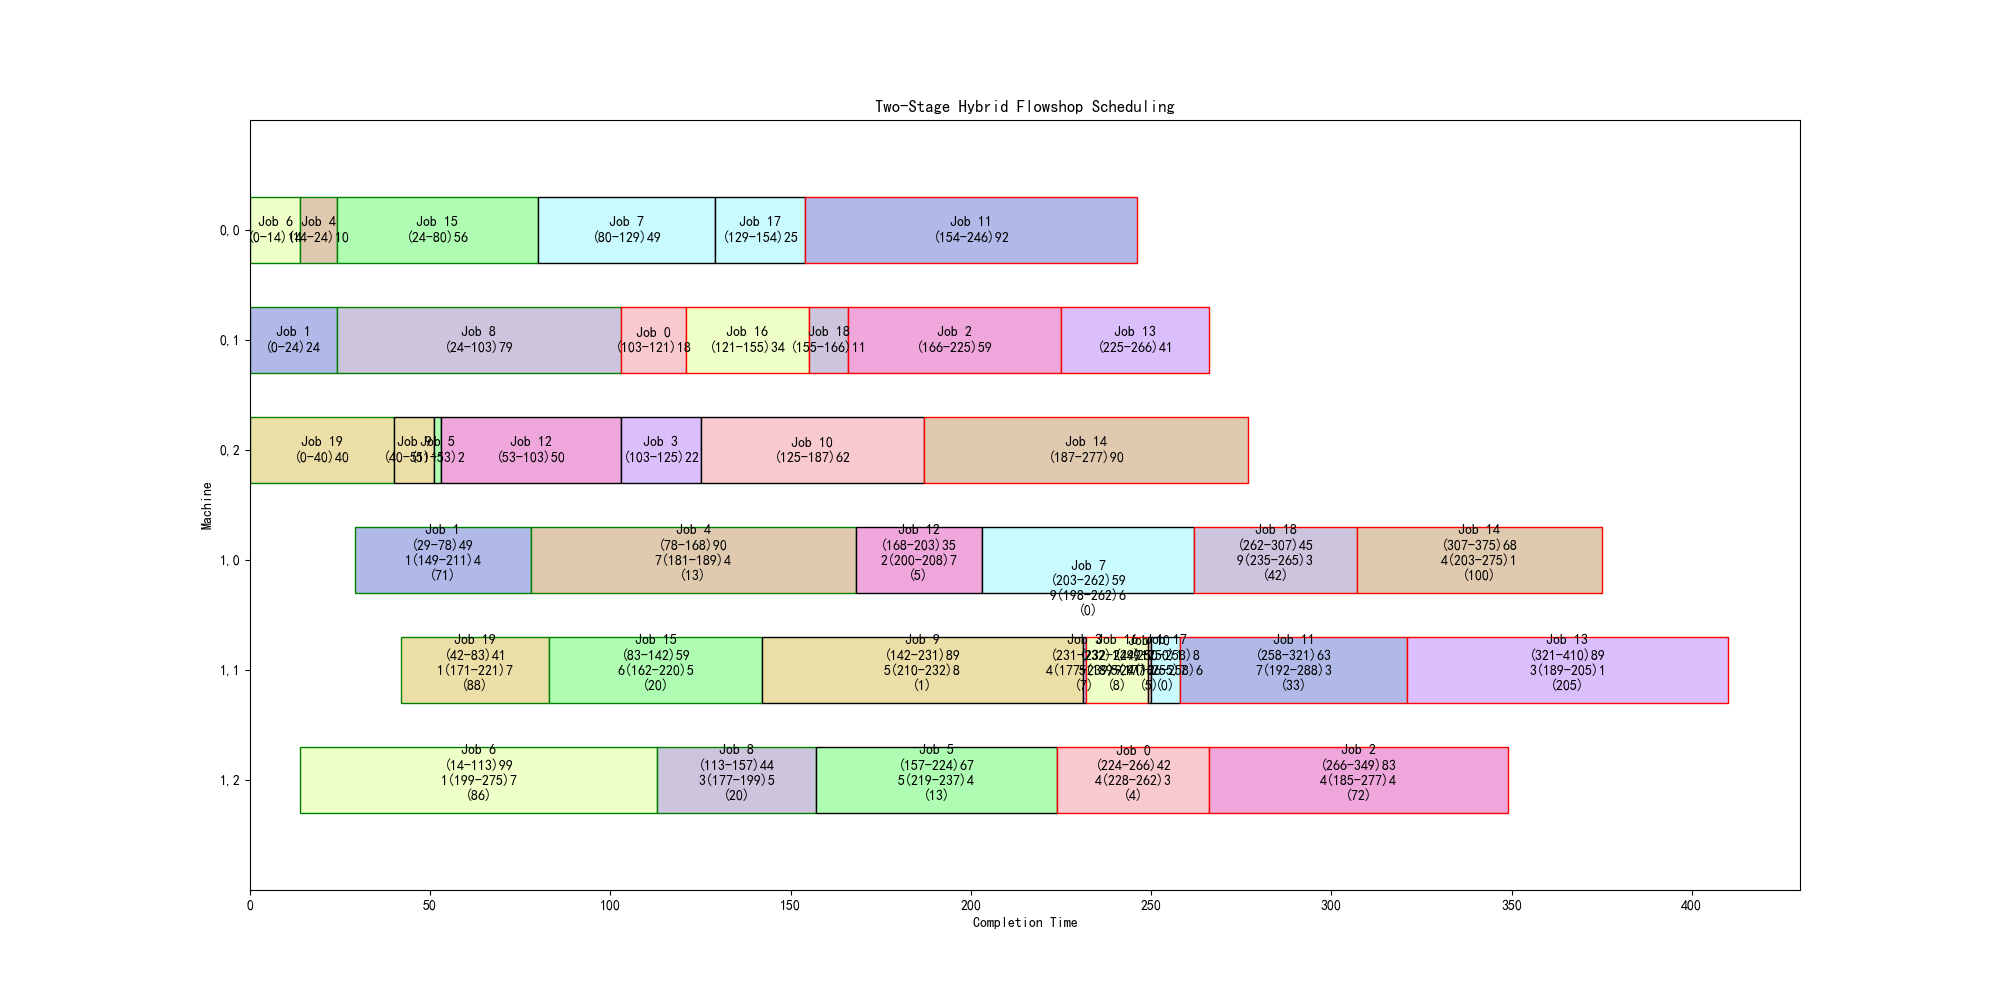 Two-Stage Hybrid Flowshop Scheduling
0,0
Job 6
(0-14)14
Job 4
(14-24)10
Job 15
(24-80)56
Job 7
(80-129)49
Job 17
(129-154)25
Job 11
(154-246)92
0,1
Job 1
(0-24)24
Job 8
(24-103)79
Job 0
(103-121)18
Job 16
(121-155)34
Job 18
(155-166)11
Job 2
(166-225)59
Job 13
(225-266)41
0,2
Job 19
(0-40)40
Job 9
(40-51)
Job 5
(51-53)2
Job 12
(53-103)50
Job 3
(103-125)22
Job 10
(125-187)62
Job 14
(187-277)90
Machine
1,0
Job 1
(29-78)49
1(149-211)4
(71)
Job 4
(78-168)90
7(181-189)4
(13)
Job 12
(168-203)35
2(200-208)7
(5)
Job 7
(203-262)59
9(198-262)6
(0)
Job 18
(262-307)45
9(235-265)3
(42)
Job 14
(307-375)68
4(203-275)1
(100)
1,1
Job 19
(42-83)41
1(171-221)7
(88)
Job 15
(83-142)59
6(162-220)5
(20)
Job 9
(142-231)89
5(210-232)8
(1)
Job 3
(7)
Job 16
(8)
(5)
(0)
Job 11
(258-321)63
7(192-288)3
(33)
Job 13
(321-410)89
3(189-205)1
(205)
1,2
Job 6
(14-113)99
1(199-275)7
(86)
Job 8
(113-157)44
3(177-199)5
(20)
Job 5
(157-224)67
5(219-237)4
(13)
Job 0
(224-266)42
4(228-262)3
(4)
Job 2
(266-349)83
4(185-277)4
(72)
0
50
100
150
200
250
300
350
400
Completion Time